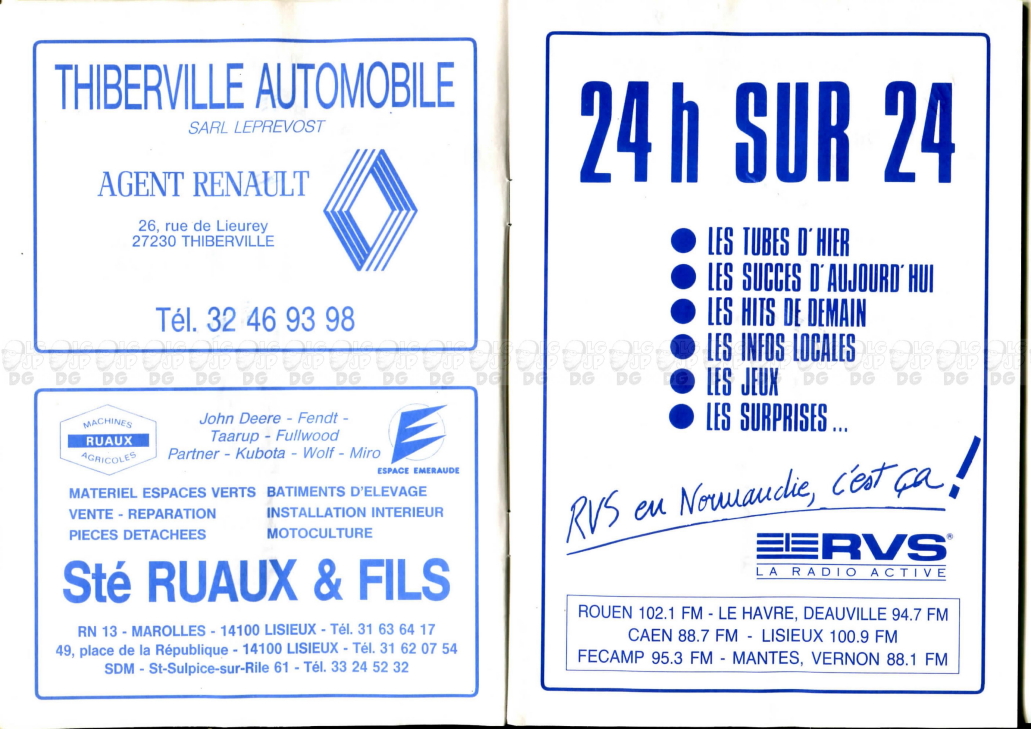 THIBERVILLE AUTOMOBILE
SARL LEPREVOST
AGENT RENAULT
26, rue de Lieurey
27230 THIBERVILLE
Tél. 32 46 93 98
MACHINES
RUAUX
AGRICOLES
John Deere - Fendt -
Taarup - Fullwood
Partner - Kubota - Wolf - Miro
ESPACE EMERAUDE
MATERIEL ESPACES VERTS BATIMENTS D'ELEVAGE
VENTE - REPARATION INSTALLATION INTERIEUR
PIECES DETACHEES MOTOCULTURE
Sté RUAUX & FILS
RN 13 - MAROLLES - 14100 LISIEUX - Tél. 31 63 64 17
49, place de la République - 14100 LISIEUX - Tél. 31 62 07 54
SDM - St-Sulpice-sur-Rile 61 - Tél. 33 24 52 32
24 h SUR 24
LES TUBES D'HIER
LES SUCCES D'AUJOURD'HUI
LES HITS DE DEMAIN
LES INFOS LOCALES
LES JEUX
LES SURPRISES...
RVS en Normandie, c'est ça!
RVS®
LA RADIO ACTIVE
ROUEN 102.1 FM - LE HAVRE, DEAUVILLE 94.7 FM
CAEN 88.7 FM - LISIEUX 100.9 FM
FECAMP 95.3 FM - MANTES, VERNON 88.1 FM